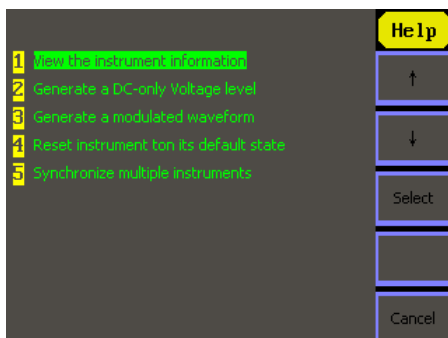 Help
1 View the instrument information
2 Generate a DC-only Voltage level
3 Generate a modulated waveform
4 Reset instrument ton its default state
5 Synchronize multiple instruments
↑
↓
Select
Cancel